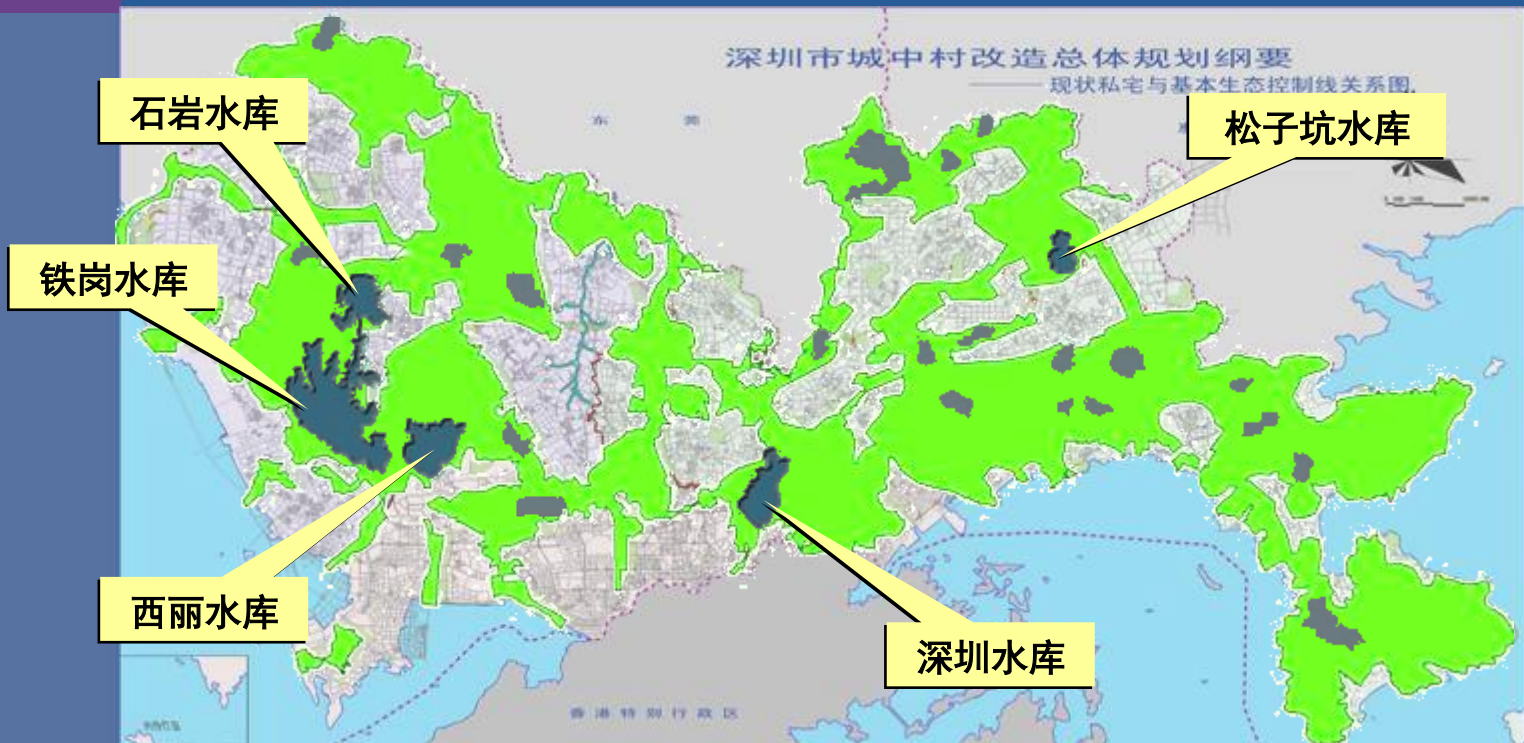 深圳市城中村改造总体规划纲要
——— 现状私宅与基本生态控制线关系图.
石岩水库
东 莞
松子坑水库
铁岗水库
西丽水库
深圳水库
香港特别行政区